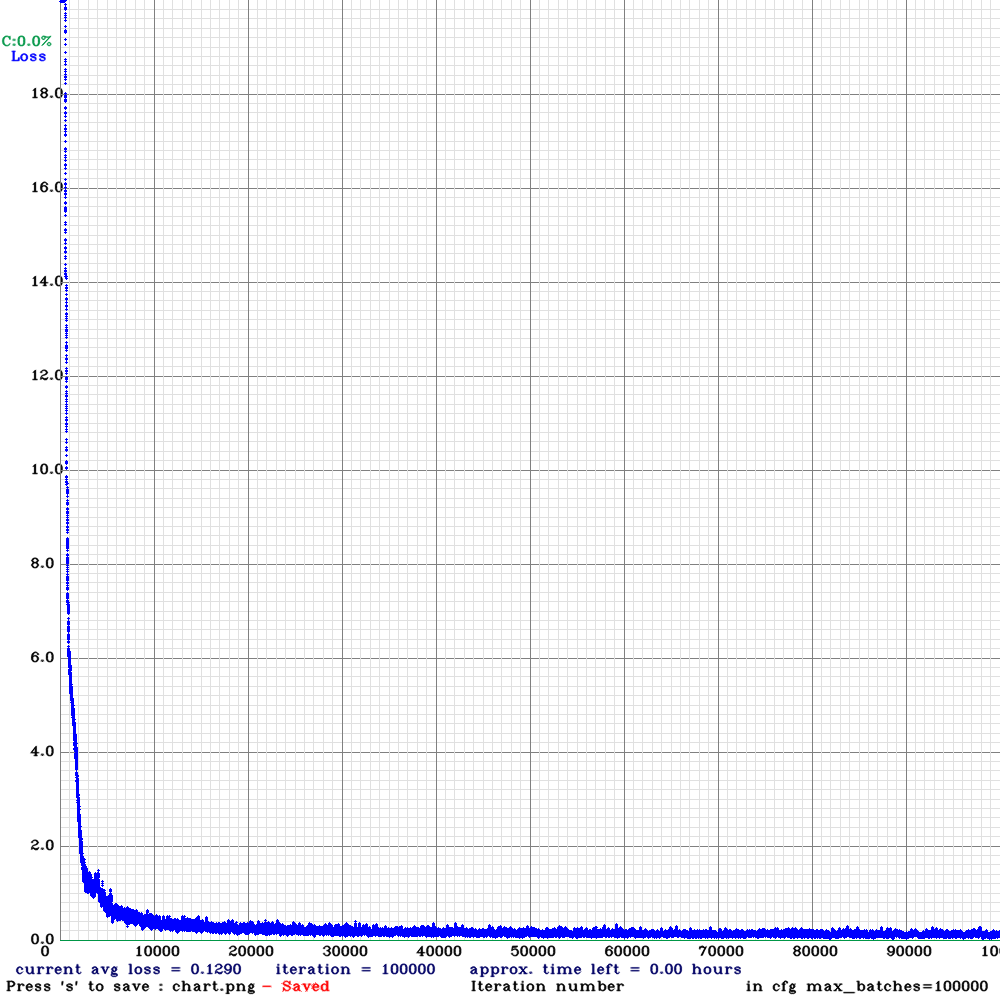 C:0.0%
Loss
18.0
16.0
14.0
12.0
10.0
8.0
6.0
4.0
2.0
0.0
0 10000 20000 30000 40000 50000 60000 70000 80000 90000 100
current avg loss = 0.1290 iteration = 100000 approx. time left = 0.00 hours
Press 's' to save : chart.png - Saved Iteration number in cfg max_batches=100000